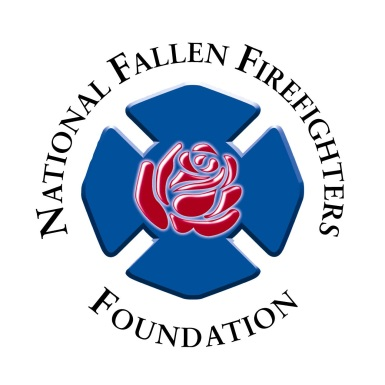 NATIONAL FALLEN FIREFIGHTERS
FOUNDATION